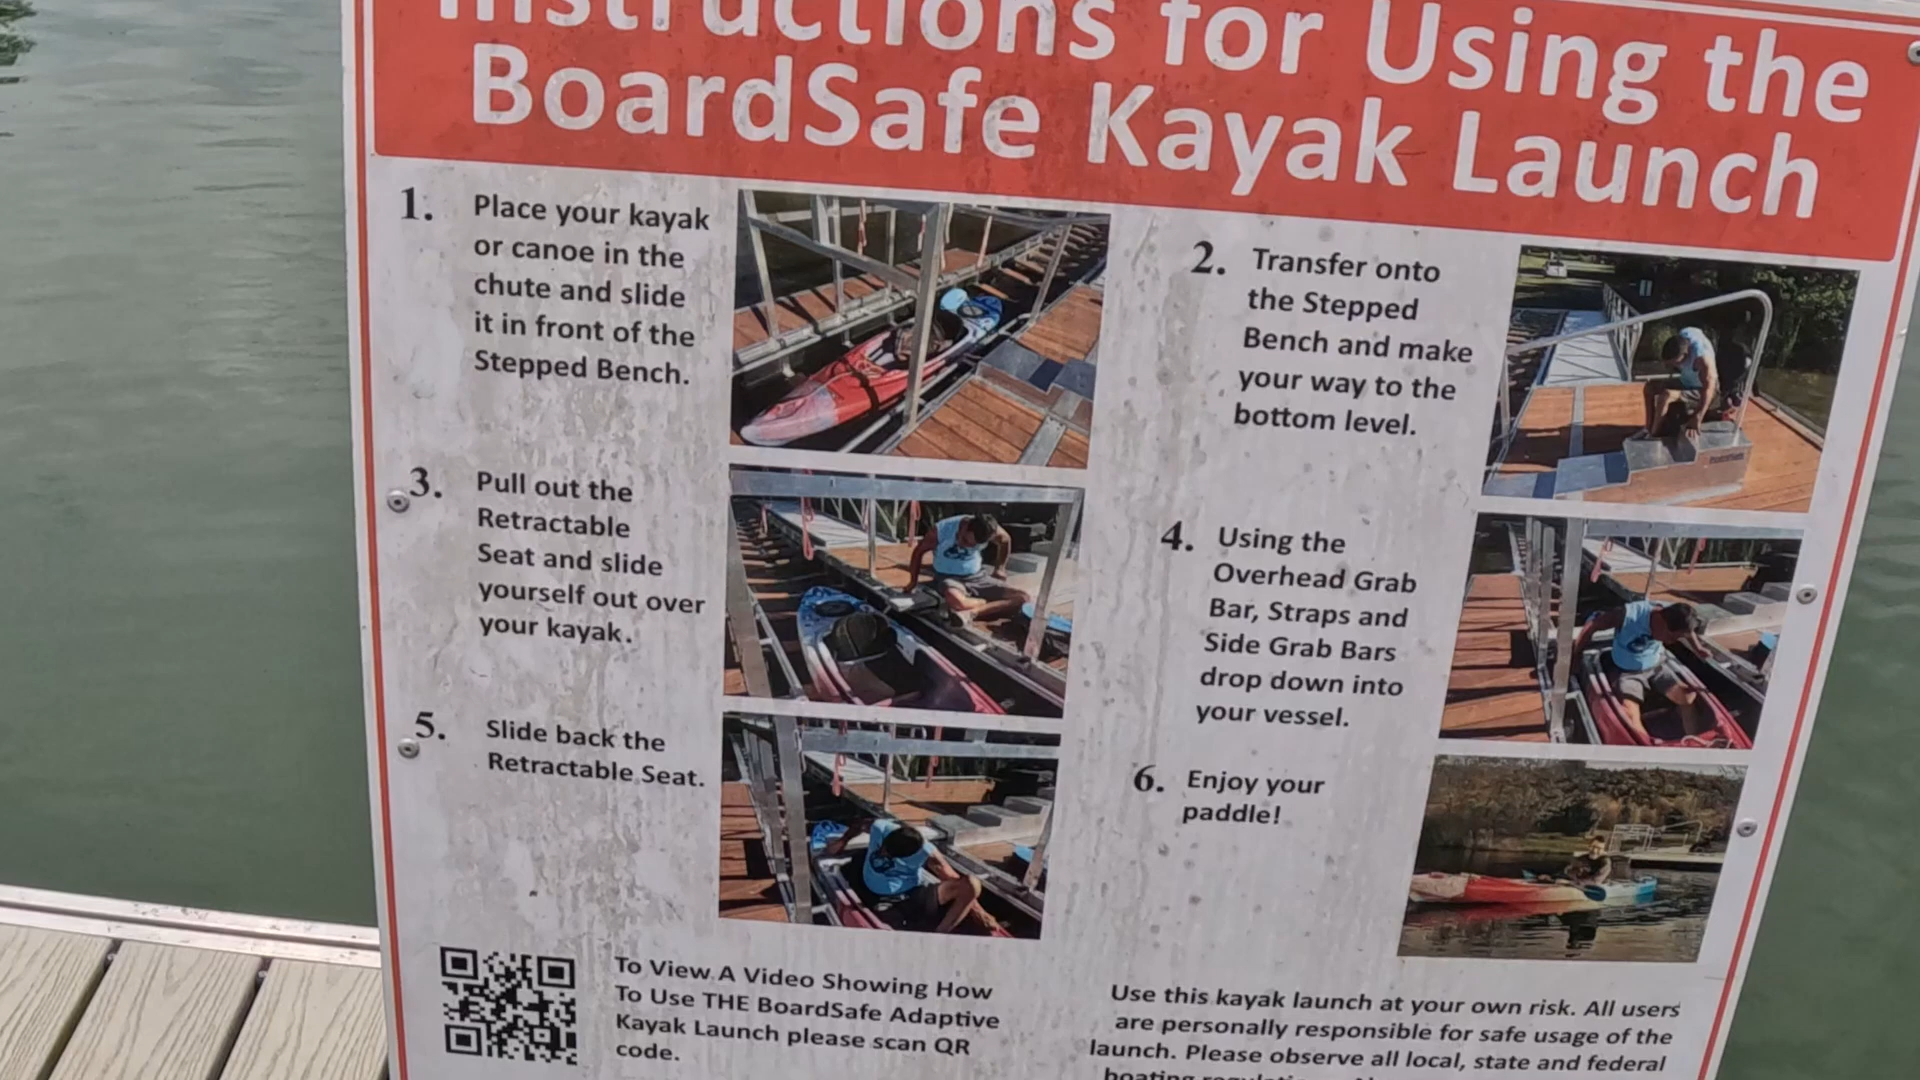 Instructions for Using the
BoardSafe Kayak Launch
1. Place your kayak
or canoe in the
chute and slide
it in front of the
Stepped Bench.
2. Transfer onto
the Stepped
Bench and make
your way to the
bottom level.
3. Pull out the
Retractable
Seat and slide
yourself out over
your kayak.
4. Using the
Overhead Grab
Bar, Straps and
Side Grab Bars
drop down into
your vessel.
5. Slide back the
Retractable Seat.
6. Enjoy your
paddle!
To View A Video Showing How
To Use THE BoardSafe Adaptive
Kayak Launch please scan QR
code.
Use this kayak launch at your own risk. All users
are personally responsible for safe usage of the
launch. Please observe all local, state and federal
boating